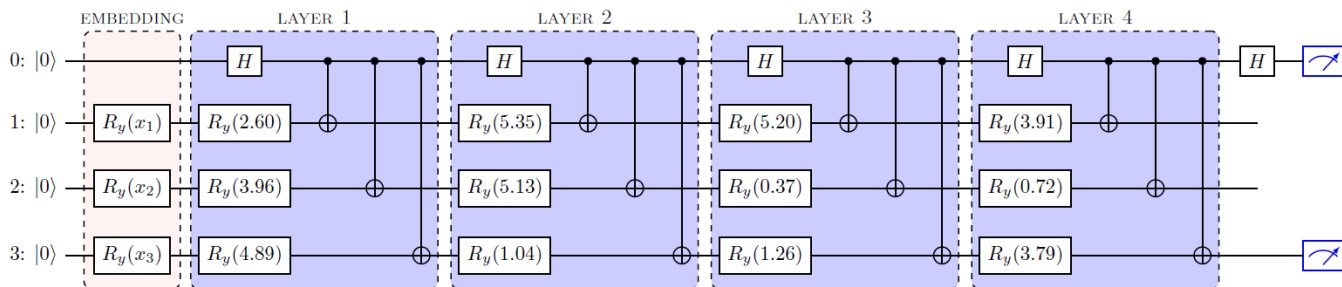 EMBEDDING LAYER 1 LAYER 2 LAYER 3 LAYER 4
0: |0⟩ H H H H H
1: |0⟩ R_y(x_1) R_y(2.60) R_y(5.35) R_y(5.20) R_y(3.91)
2: |0⟩ R_y(x_2) R_y(3.96) R_y(5.13) R_y(0.37) R_y(0.72)
3: |0⟩ R_y(x_3) R_y(4.89) R_y(1.04) R_y(1.26) R_y(3.79)